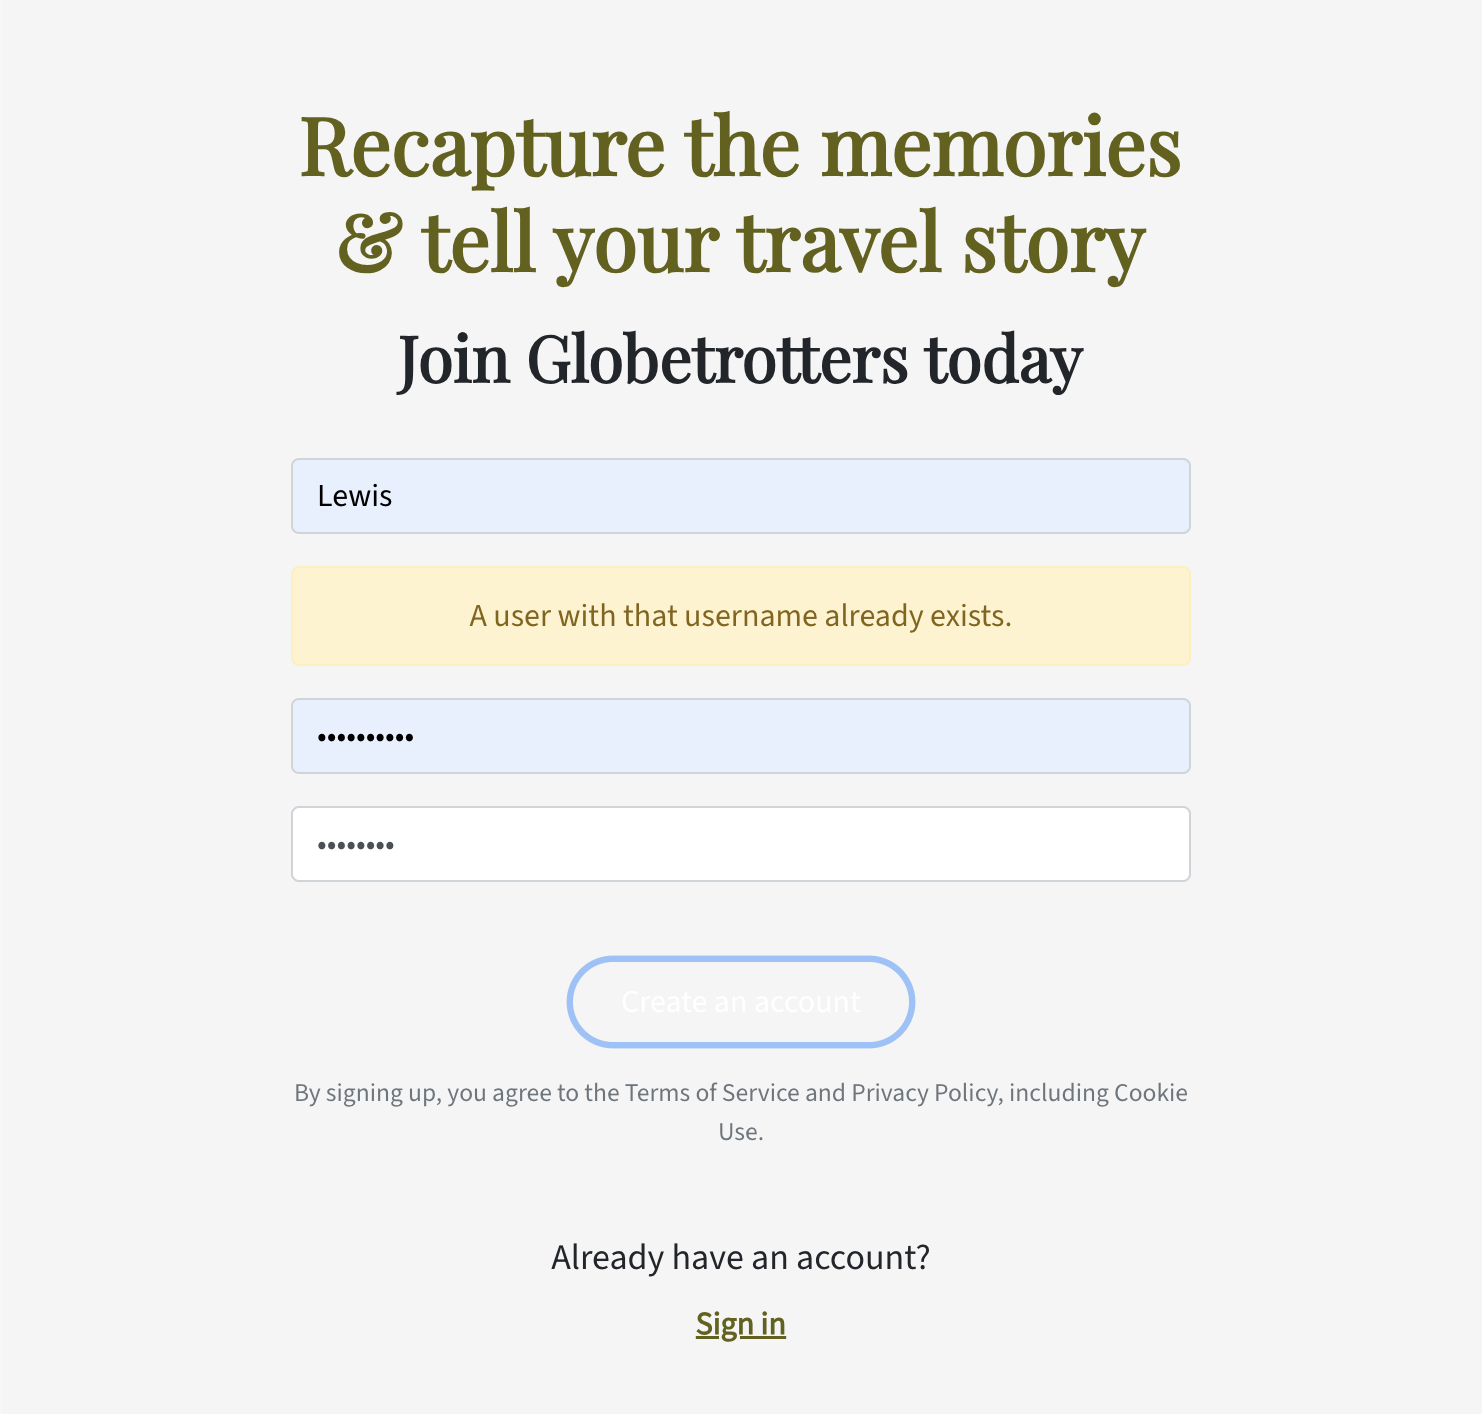 Recapture the memories
& tell your travel story
Join Globetrotters today
Lewis
A user with that username already exists.
••••••••••
••••••••
Create an account
By signing up, you agree to the Terms of Service and Privacy Policy, including Cookie
Use.
Already have an account?
Sign in